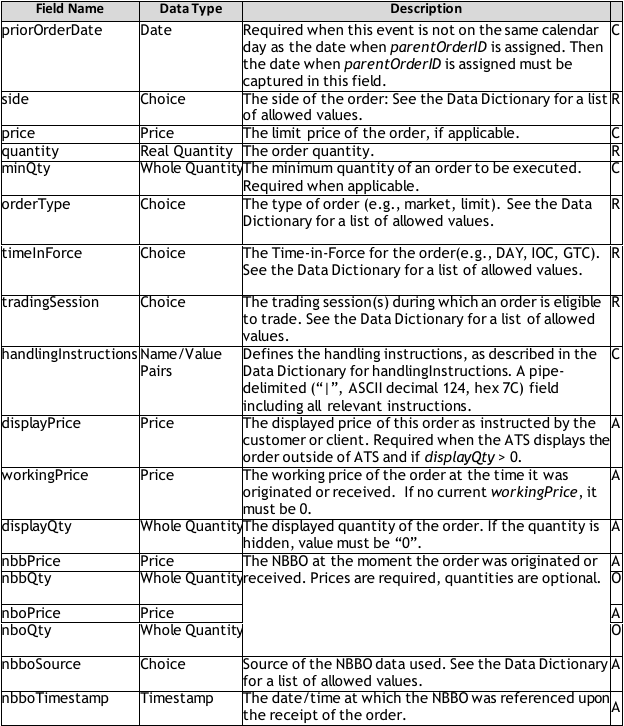 Field Name Data Type Description
priorOrderDate Date Required when this event is not on the same calendar C
day as the date when parentOrderID is assigned. Then
the date when parentOrderID is assigned must be
captured in this field.
side Choice The side of the order: See the Data Dictionary for a list R
of allowed values.
price Price The limit price of the order, if applicable. C
quantity Real Quantity The order quantity. R
minQty Whole Quantity The minimum quantity of an order to be executed. C
Required when applicable.
orderType Choice The type of order (e.g., market, limit). See the Data R
Dictionary for a list of allowed values.
timeInForce Choice The Time-in-Force for the order(e.g., DAY, IOC, GTC). R
See the Data Dictionary for a list of allowed values.
tradingSession Choice The trading session(s) during which an order is eligible R
to trade. See the Data Dictionary for a list of allowed
values.
handlingInstructions Name/Value Defines the handling instructions, as described in the C
Pairs Data Dictionary for handlingInstructions. A pipe-
delimited (“|”, ASCII decimal 124, hex 7C) field
including all relevant instructions.
displayPrice Price The displayed price of this order as instructed by the A
customer or client. Required when the ATS displays the
order outside of ATS and if displayQty > 0.
workingPrice Price The working price of the order at the time it was A
originated or received. If no current workingPrice, it
must be 0.
displayQty Whole Quantity The displayed quantity of the order. If the quantity is A
hidden, value must be “0”.
nbbPrice Price The NBBO at the moment the order was originated or A
nbbQty Whole Quantity received. Prices are required, quantities are optional. O
nboPrice Price A
nboQty Whole Quantity O
nbboSource Choice Source of the NBBO data used. See the Data Dictionary A
for a list of allowed values.
nbboTimestamp Timestamp The date/time at which the NBBO was referenced upon A
the receipt of the order.